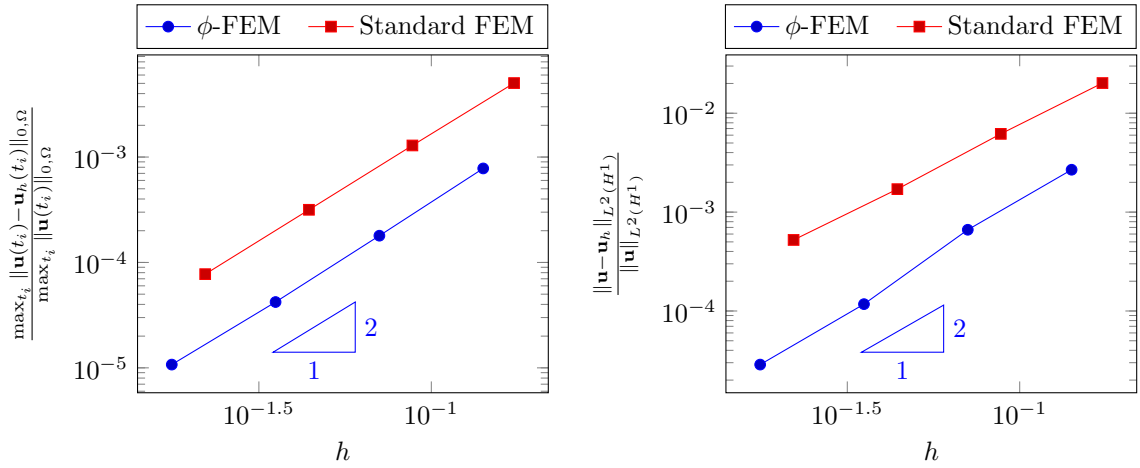 ϕ-FEM Standard FEM
max_{t_i} ‖u(t_i)−u_h(t_i)‖_{0,Ω}
max_{t_i} ‖u(t_i)‖_{0,Ω}
10^{−3}
10^{−4}
10^{−5}
2
1
10^{−1.5} 10^{−1}
h
ϕ-FEM Standard FEM
‖u−u_h‖_{L^2(H^1)}
‖u‖_{L^2(H^1)}
10^{−2}
10^{−3}
10^{−4}
2
1
10^{−1.5} 10^{−1}
h